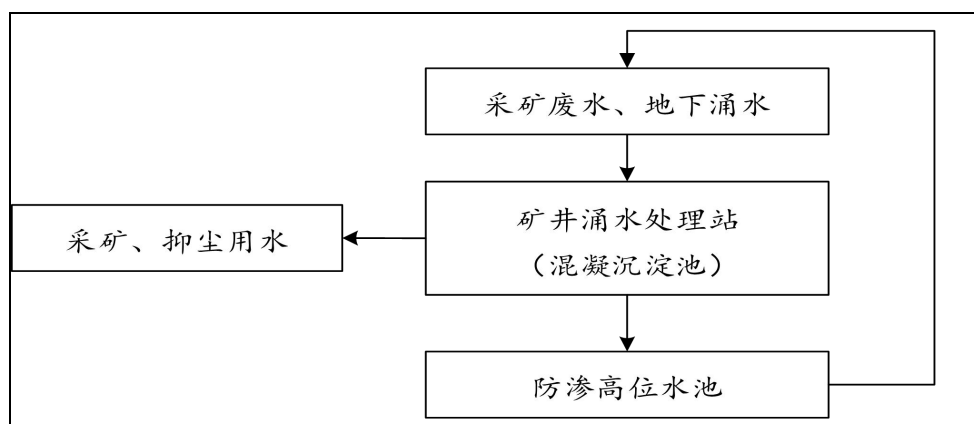 采矿废水、地下涌水
矿井涌水处理站
（混凝沉淀池）
采矿、抑尘用水
防渗高位水池